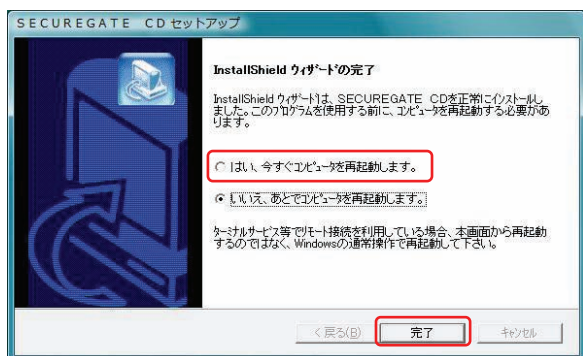 SECUREGATE CDセットアップ
InstallShield ウィザードの完了
InstallShield ウィザードは、SECUREGATE CDを正常にインストールし
ました。このプログラムを使用する前に、コンピュータを再起動する必要があ
ります。
はい、今すぐコンピュータを再起動します。
いいえ、あとでコンピュータを再起動します。
ターミナルサービス等でリモート接続を利用している場合、本画面から再起動
するのではなく、Windowsの通常操作で再起動して下さい。
< 戻る(B)
完了
キャンセル